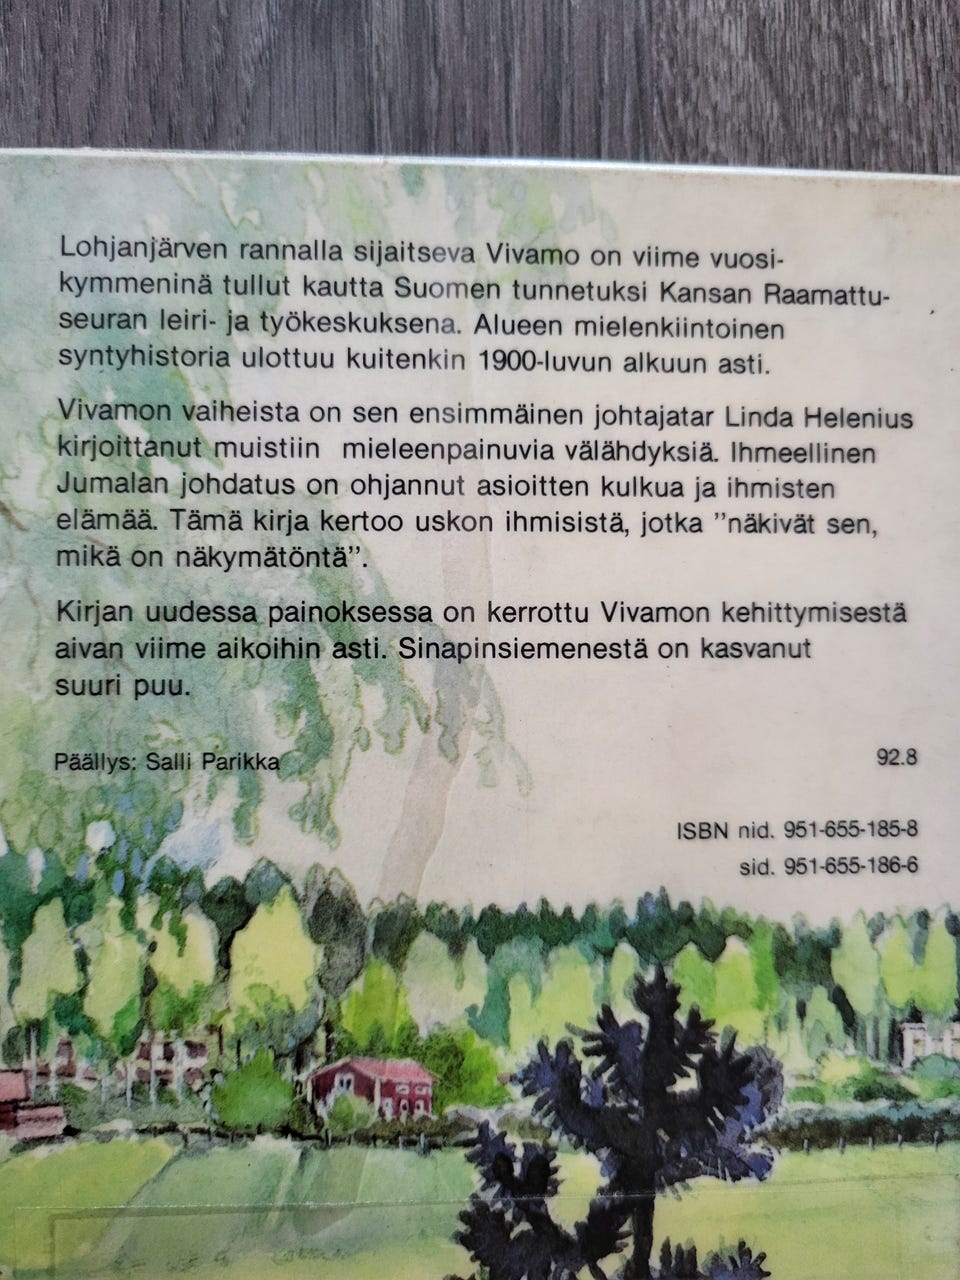 Lohjanjärven rannalla sijaitseva Vivamo on viime vuosi-
kymmeninä tullut kautta Suomen tunnetuksi Kansan Raamattu-
seuran leiri- ja työkeskuksena. Alueen mielenkiintoinen
syntyhistoria ulottuu kuitenkin 1900-luvun alkuun asti.
Vivamon vaiheista on sen ensimmäinen johtajatar Linda Helenius
kirjoittanut muistiin mieleenpainuvia välähdyksiä. Ihmeellinen
Jumalan johdatus on ohjannut asioitten kulkua ja ihmisten
elämää. Tämä kirja kertoo uskon ihmisistä, jotka ”näkivät sen,
mikä on näkymätöntä”.
Kirjan uudessa painoksessa on kerrottu Vivamon kehittymisestä
aivan viime aikoihin asti. Sinapinsiemenestä on kasvanut
suuri puu.
Päällys: Salli Parikka
92.8
ISBN nid. 951-655-185-8
sid. 951-655-186-6